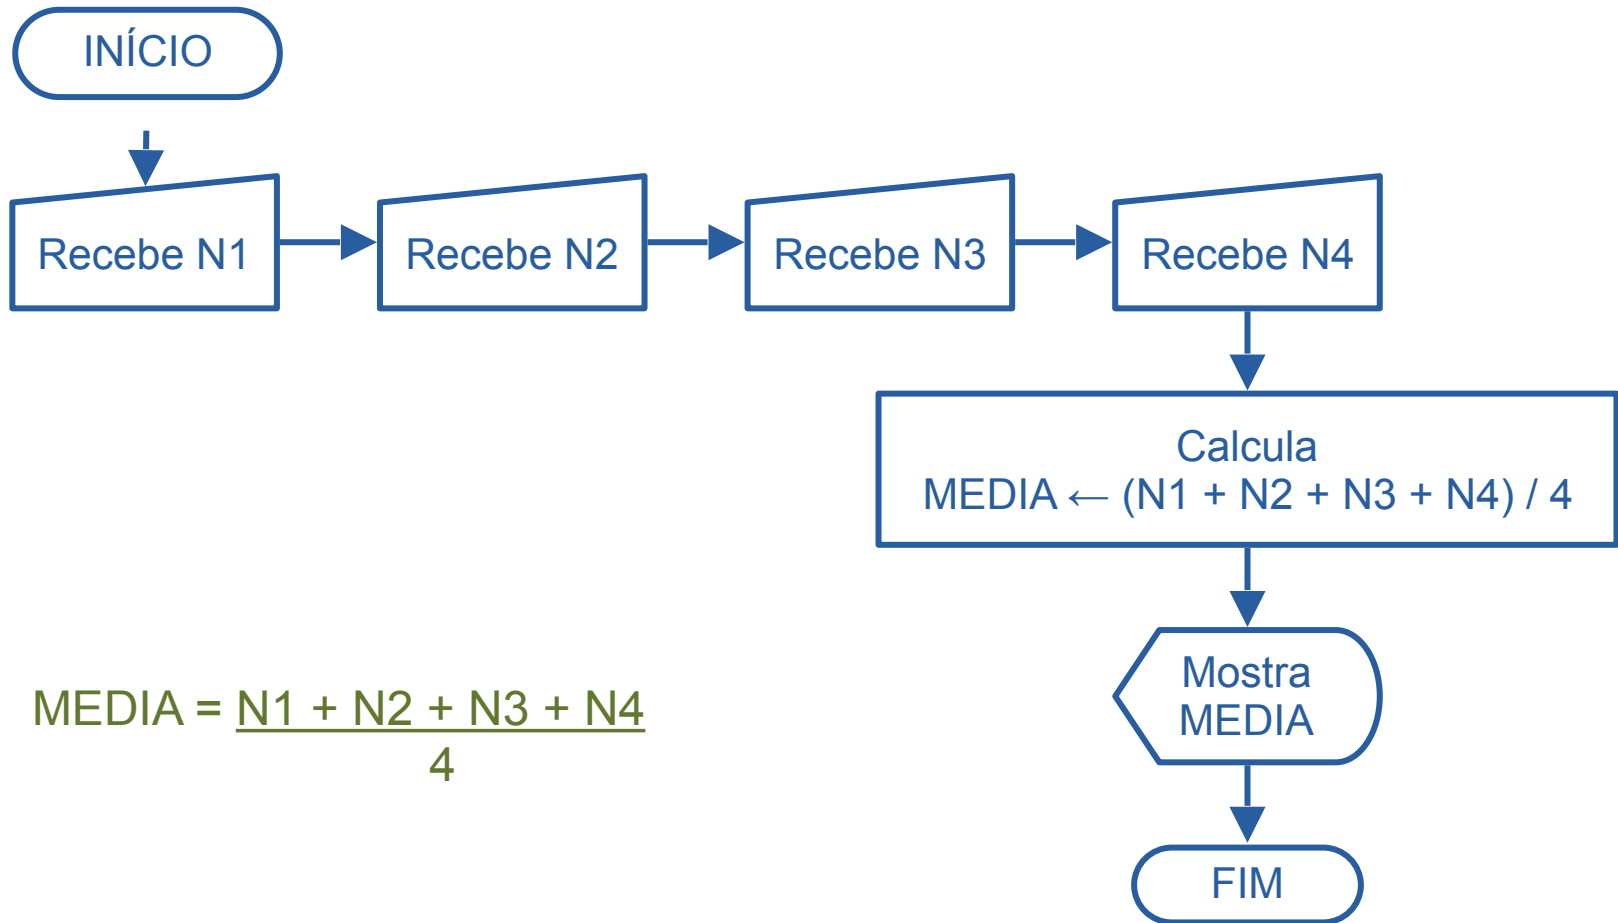 INÍCIO
Recebe N1
Recebe N2
Recebe N3
Recebe N4
Calcula
MEDIA ← (N1 + N2 + N3 + N4) / 4
Mostra
MEDIA
MEDIA = N1 + N2 + N3 + N4
4
FIM